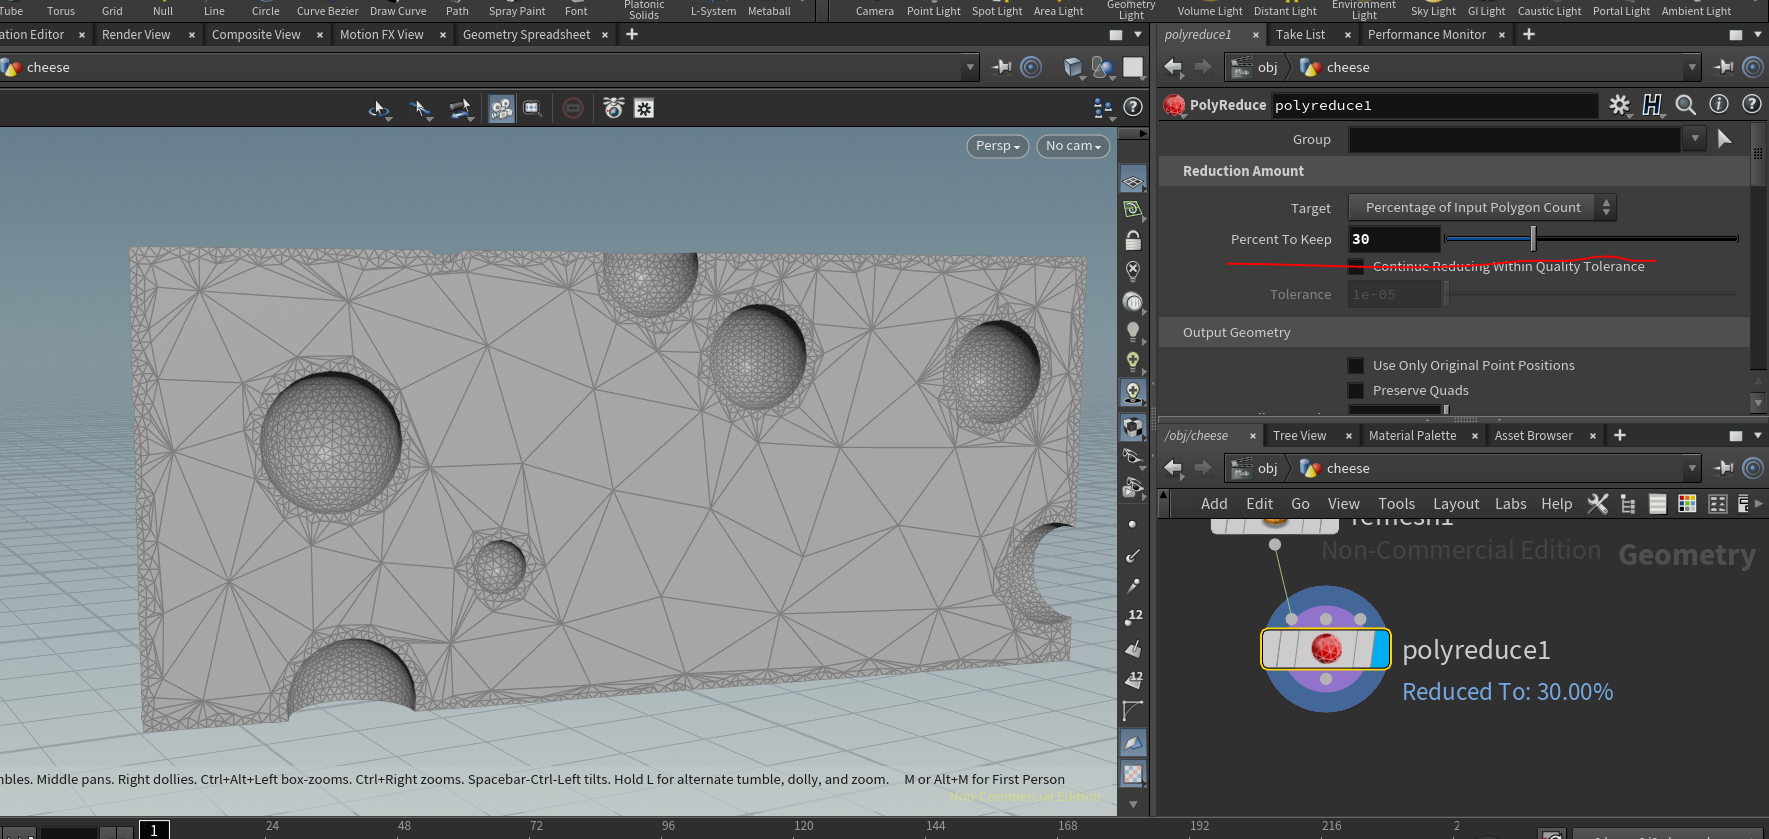 Tube Torus Grid Null Line Circle Curve Bezier Draw Curve Path Spray Paint Font Platonic Solids L-System Metaball Camera Point Light Spot Light Area Light Geometry Light Volume Light Distant Light Environment Light Sky Light GI Light Caustic Light Portal Light Ambient Light
ation Editor × Render View × Composite View × Motion FX View × Geometry Spreadsheet × +
cheese
Persp No cam
12
12
nbles. Middle pans. Right dollies. Ctrl+Alt+Left box-zooms. Ctrl+Right zooms. Spacebar-Ctrl-Left tilts. Hold L for alternate tumble, dolly, and zoom. M or Alt+M for First Person
Non-Commercial Edition
1 24 48 72 96 120 144 168 192 216 2
polyreduce1 × Take List × Performance Monitor × +
obj cheese
PolyReduce polyreduce1
Group
Reduction Amount
Target Percentage of Input Polygon Count
Percent To Keep 30
Continue Reducing Within Quality Tolerance
Tolerance 1e-05
Output Geometry
Use Only Original Point Positions
Preserve Quads
/obj/cheese × Tree View × Material Palette × Asset Browser × +
obj cheese
Add Edit Go View Tools Layout Labs Help
remesh1
Non-Commercial Edition Geometry
polyreduce1
Reduced To: 30.00%